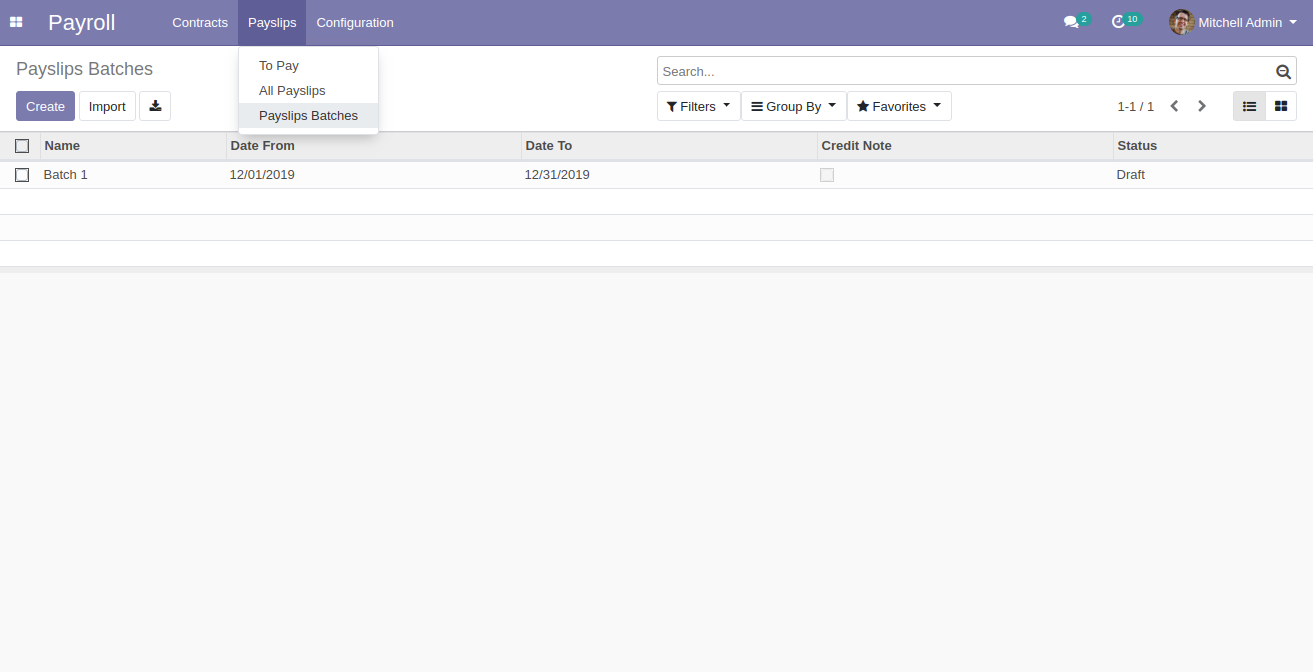 Payroll Contracts Payslips Configuration 2 10 Mitchell Admin
To Pay
All Payslips
Payslips Batches
Payslips Batches
Search...
Create Import Filters Group By Favorites 1-1 / 1
Name Date From Date To Credit Note Status
Batch 1 12/01/2019 12/31/2019 Draft